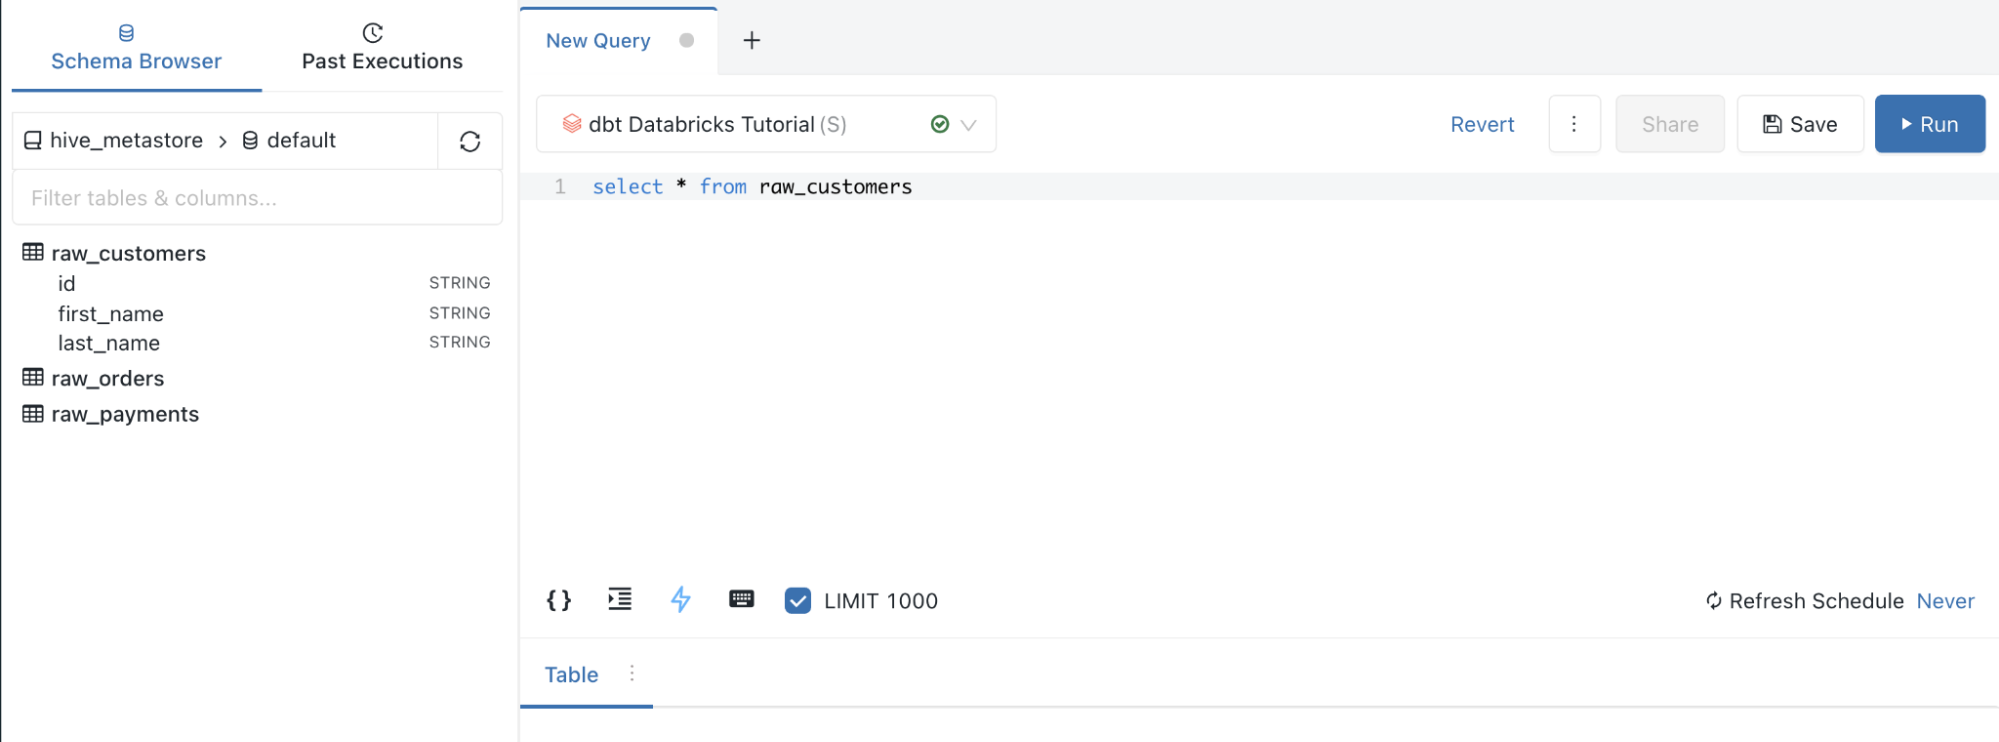 Schema Browser
Past Executions
hive_metastore > default
Filter tables & columns...
raw_customers
id STRING
first_name STRING
last_name STRING
raw_orders
raw_payments
New Query
dbt Databricks Tutorial (S)
Revert
Share
Save
Run
1 select * from raw_customers
LIMIT 1000
Refresh Schedule Never
Table